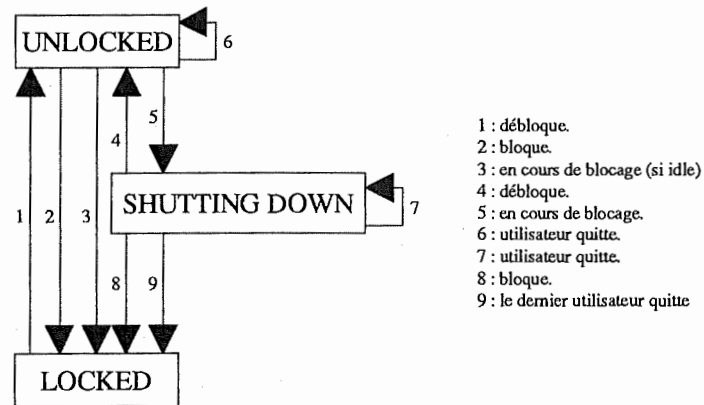 UNLOCKED
6
5
4
1 : débloque.
2 : bloque.
3 : en cours de blocage (si idle)
4 : débloque.
5 : en cours de blocage.
6 : utilisateur quitte.
7 : utilisateur quitte.
8 : bloque.
9 : le dernier utilisateur quitte
SHUTTING DOWN
1
2
3
7
8
9
LOCKED